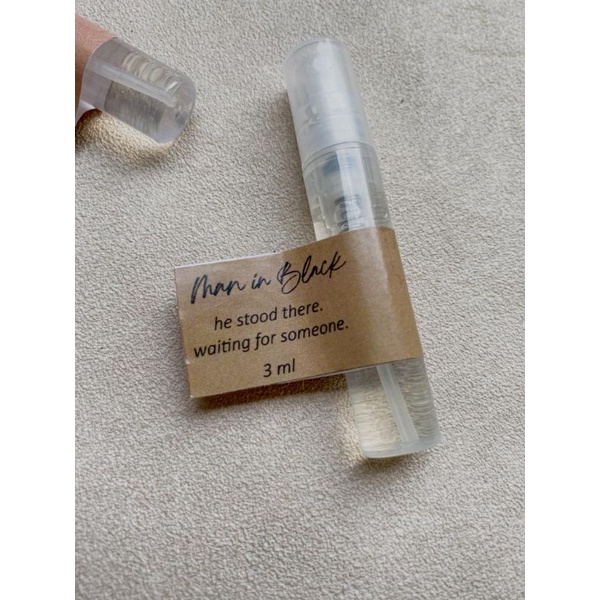 Man in Black
he stood there.
waiting for someone.
3 ml